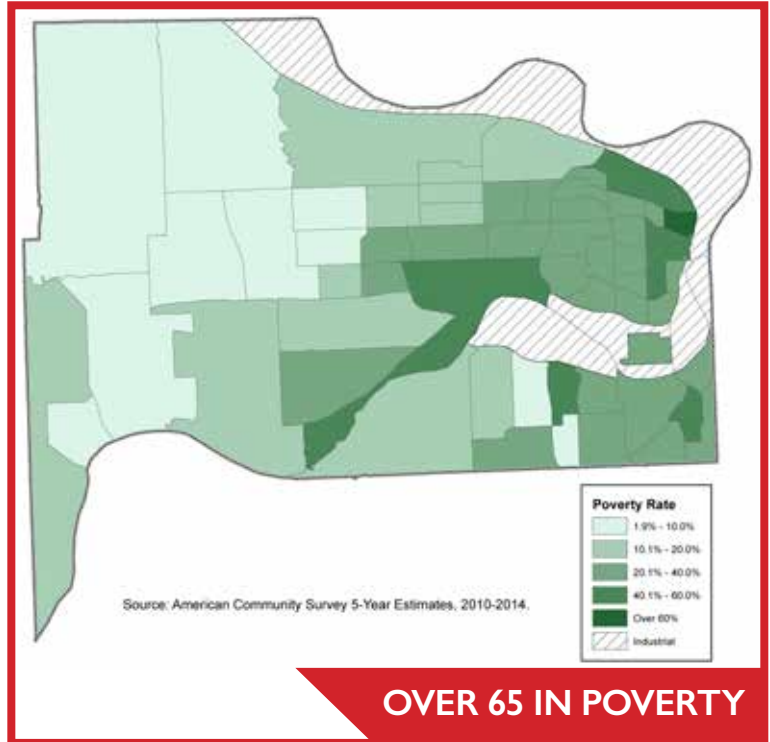 Poverty Rate
1.9% - 10.0%
10.1% - 20.0%
20.1% - 40.0%
40.1% - 60.0%
Over 60%
Industrial
Source: American Community Survey 5-Year Estimates, 2010-2014.
OVER 65 IN POVERTY